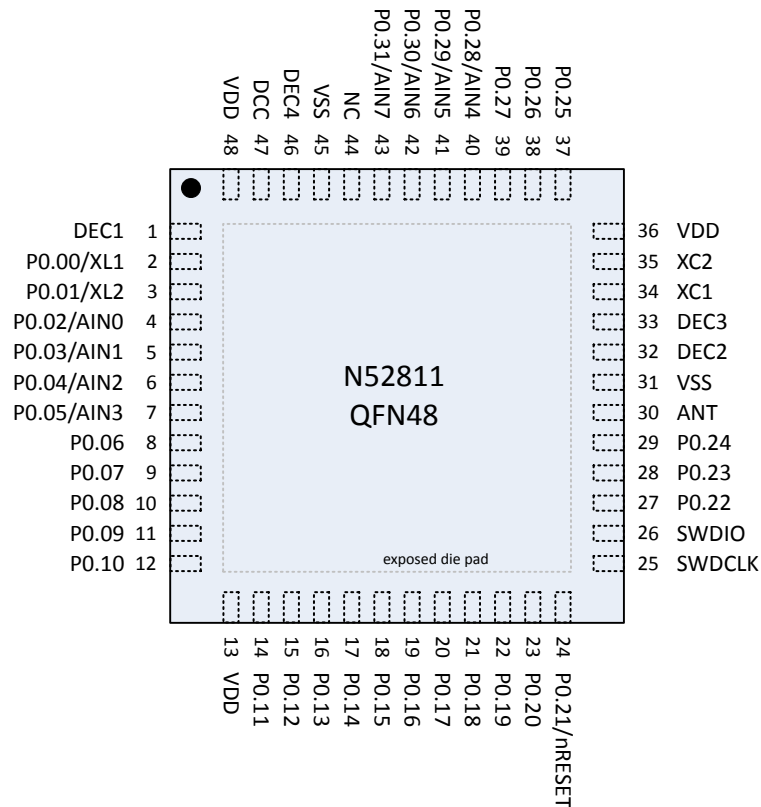 VDD 48
DCC 47
DEC4 46
VSS 45
NC 44
P0.31/AIN7 43
P0.30/AIN6 42
P0.29/AIN5 41
P0.28/AIN4 40
P0.27 39
P0.26 38
P0.25 37
DEC1 1
P0.00/XL1 2
P0.01/XL2 3
P0.02/AIN0 4
P0.03/AIN1 5
P0.04/AIN2 6
P0.05/AIN3 7
P0.06 8
P0.07 9
P0.08 10
P0.09 11
P0.10 12
N52811
QFN48
exposed die pad
36 VDD
35 XC2
34 XC1
33 DEC3
32 DEC2
31 VSS
30 ANT
29 P0.24
28 P0.23
27 P0.22
26 SWDIO
25 SWDCLK
13 VDD
14 P0.11
15 P0.12
16 P0.13
17 P0.14
18 P0.15
19 P0.16
20 P0.17
21 P0.18
22 P0.19
23 P0.20
24 P0.21/nRESET